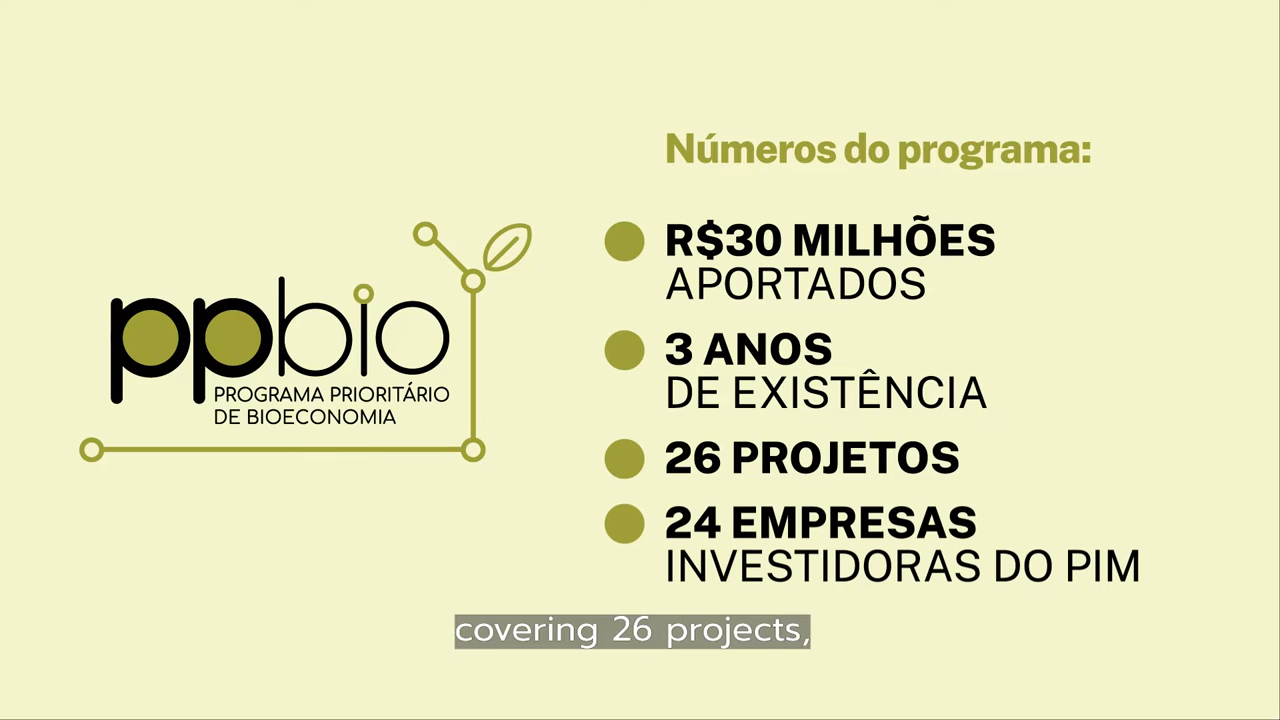 ppbio
PROGRAMA PRIORITÁRIO
DE BIOECONOMIA
Números do programa:
R$30 MILHÕES
APORTADOS
3 ANOS
DE EXISTÊNCIA
26 PROJETOS
24 EMPRESAS
INVESTIDORAS DO PIM
covering 26 projects,